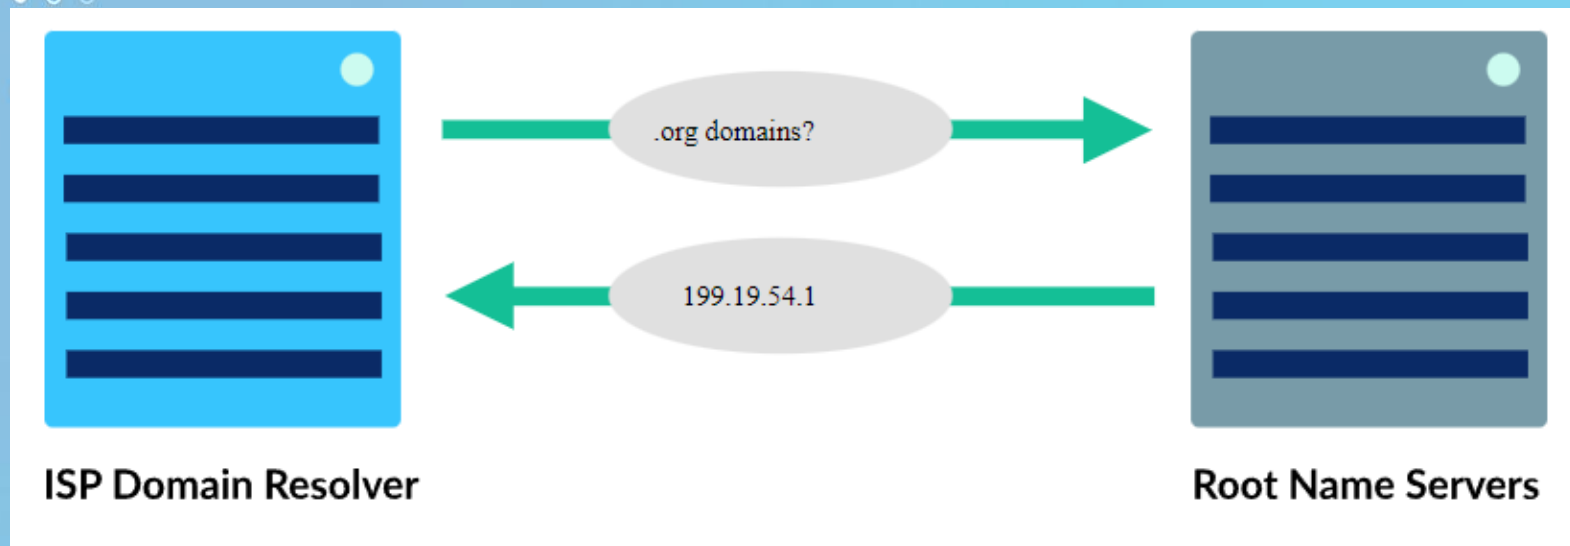 .org domains?
199.19.54.1
ISP Domain Resolver
Root Name Servers